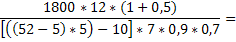 1800 * 12 * (1 + 0,5)
[((52 − 5) * 5) − 10] * 7 * 0,9 * 0,7 =